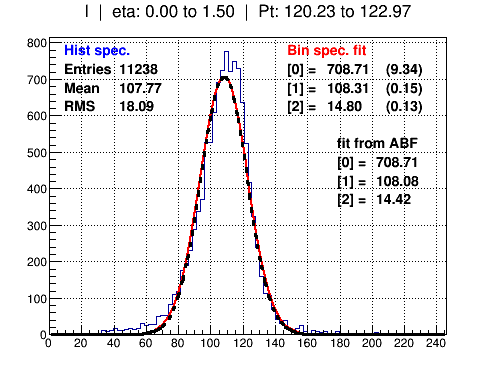 I | eta: 0.00 to 1.50 | Pt: 120.23 to 122.97
Hist spec.
Entries 11238
Mean 107.77
RMS 18.09
Bin spec. fit
[0] = 708.71 (9.34)
[1] = 108.31 (0.15)
[2] = 14.80 (0.13)
fit from ABF
[0] = 708.71
[1] = 108.08
[2] = 14.42
800
700
600
500
400
300
200
100
0
0 20 40 60 80 100 120 140 160 180 200 220 240